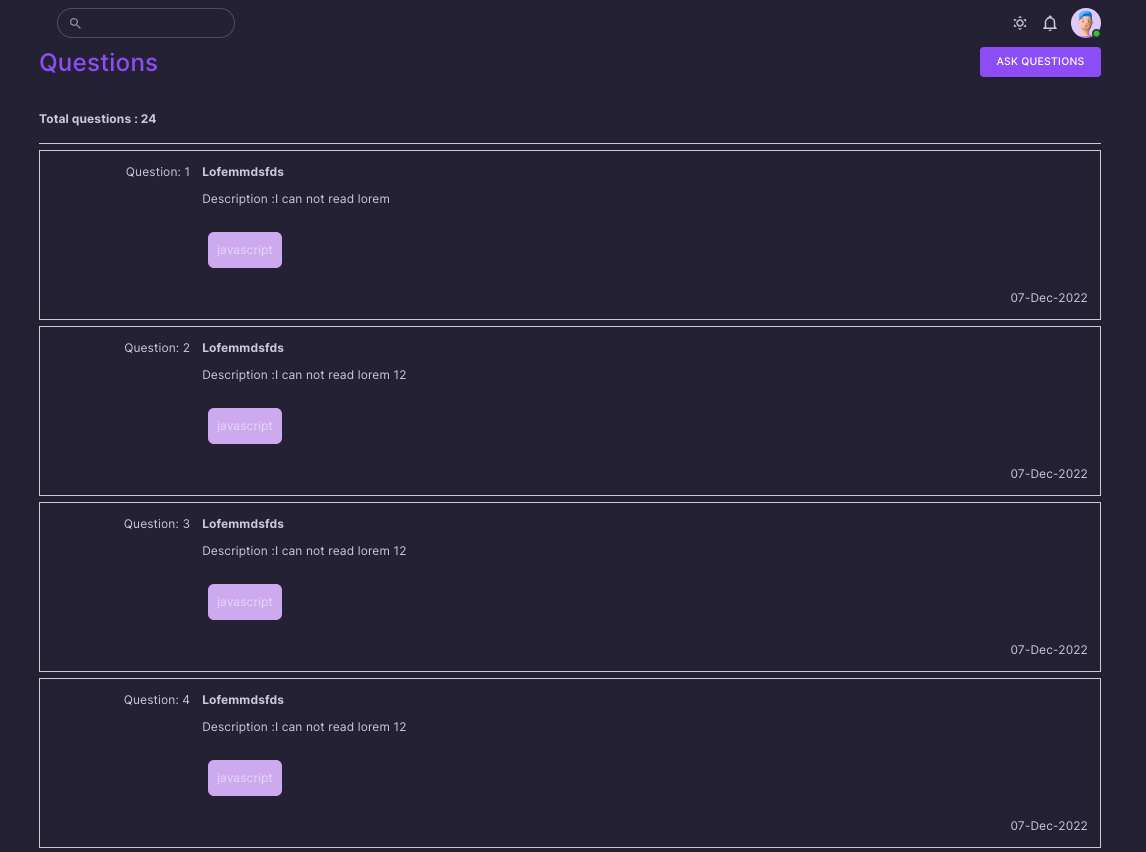 Questions
ASK QUESTIONS
Total questions : 24
Question: 1 Lofemmdsfds
Description :I can not read lorem
javascript
07-Dec-2022
Question: 2 Lofemmdsfds
Description :I can not read lorem 12
javascript
07-Dec-2022
Question: 3 Lofemmdsfds
Description :I can not read lorem 12
javascript
07-Dec-2022
Question: 4 Lofemmdsfds
Description :I can not read lorem 12
javascript
07-Dec-2022